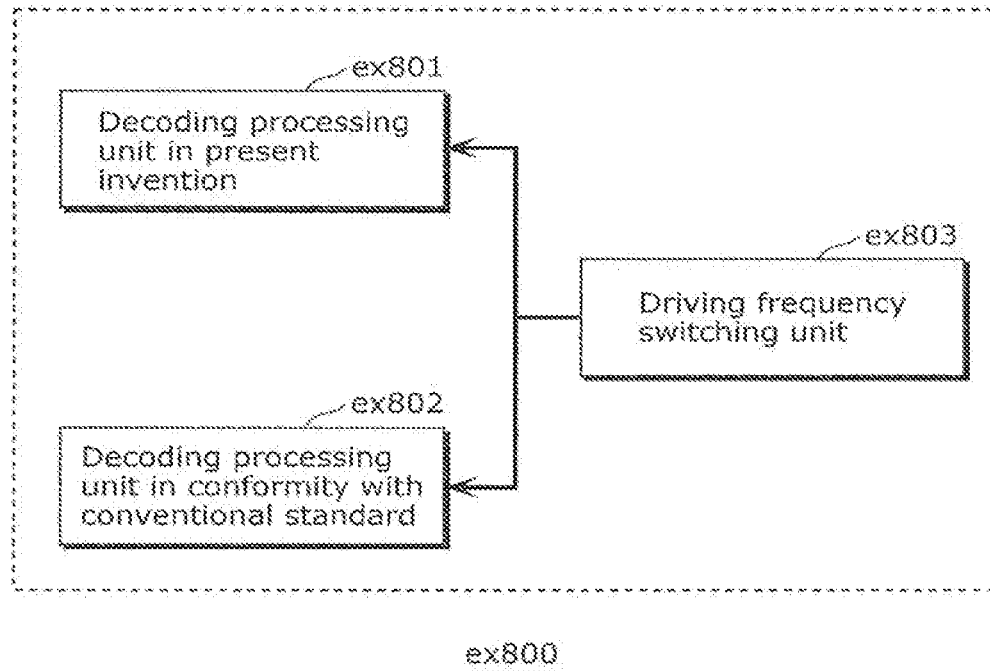 ex801
Decoding processing
unit in present
invention
ex803
Driving frequency
switching unit
ex802
Decoding processing
unit in conformity with
conventional standard
ex800